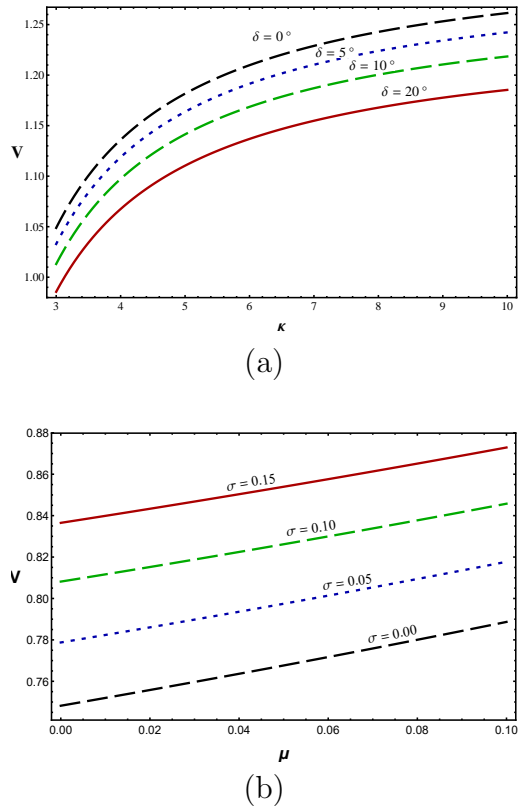 1.25
1.20
1.15
1.10
1.05
1.00
V
δ = 0°
δ = 5°
δ = 10°
δ = 20°
3 4 5 6 7 8 9 10
κ
(a)
0.88
0.86
0.84
0.82
0.80
0.78
0.76
V
σ = 0.15
σ = 0.10
σ = 0.05
σ = 0.00
0.00 0.02 0.04 0.06 0.08 0.10
μ
(b)